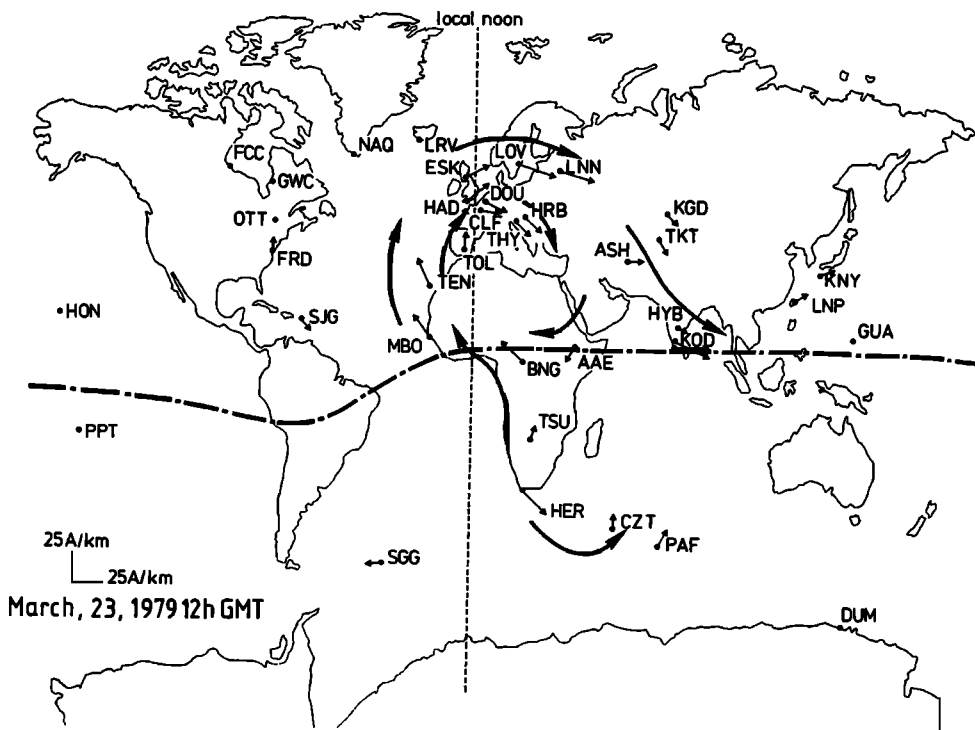 local noon
NAQ
LRV
LOV
FCC
ESK
LNN
GWC
DOU
HAD
HRB
KGD
OTT
CLF
TKT
THY
ASH
FRD
TOL
TEN
KNY
HON
SJG
HYB
LNP
MBO
KOD
GUA
BNG
AAE
PPT
TSU
HER
CZT
PAF
25A/km
SGG
25A/km
March, 23, 1979 12h GMT
DUM